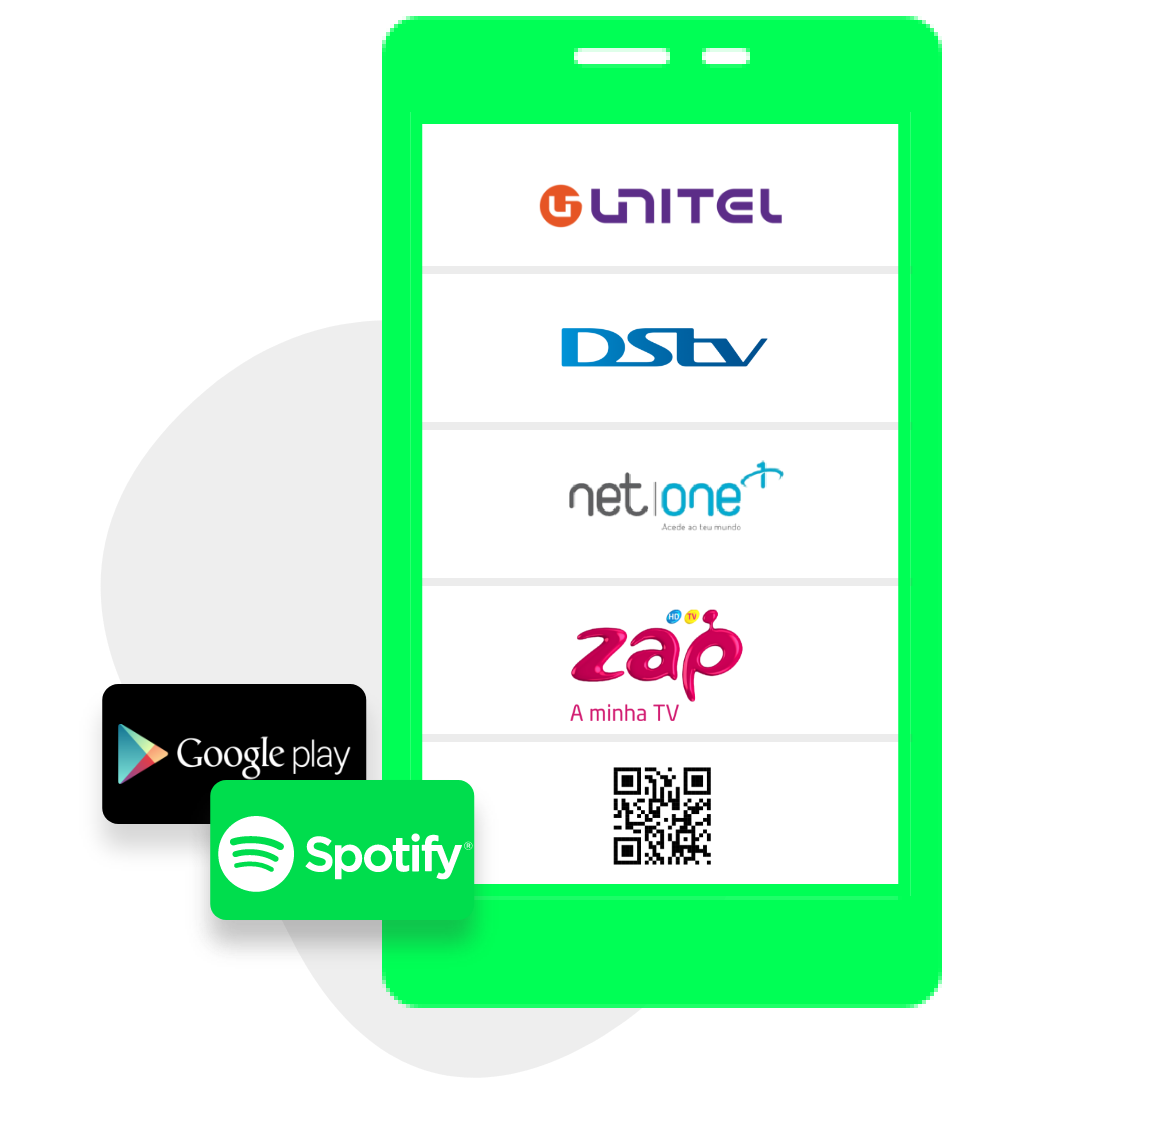 UNITEL
DStv
net|one
Acede ao teu mundo
HD TV
zap
A minha TV
Google play
Spotify®